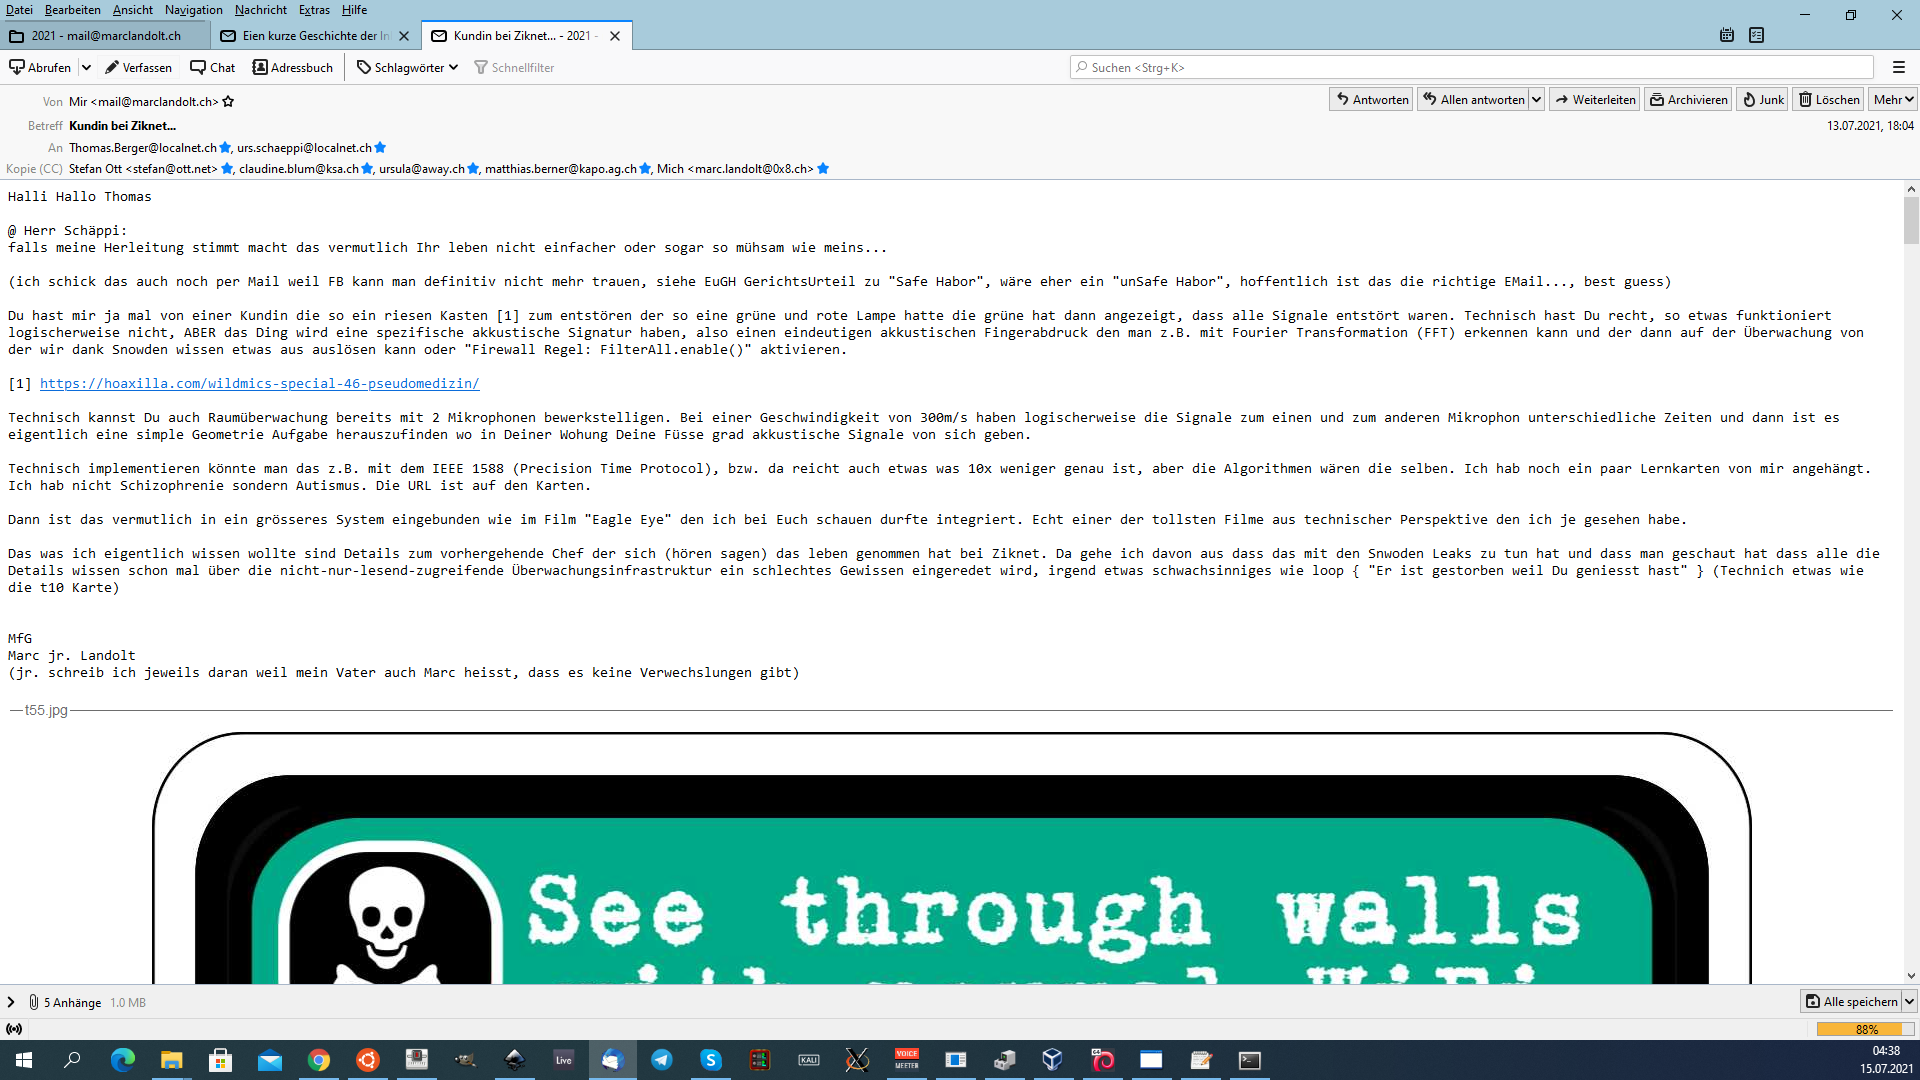 Datei Bearbeiten Ansicht Navigation Nachricht Extras Hilfe
2021 - mail@marclandolt.ch
Eien kurze Geschichte der In
Kundin bei Ziknet... - 2021 -
Abrufen Verfassen Chat Adressbuch Schlagwörter Schnellfilter
Suchen <Strg+K>
Von Mir <mail@marclandolt.ch>
Antworten Allen antworten Weiterleiten Archivieren Junk Löschen Mehr
Betreff Kundin bei Ziknet...
13.07.2021, 18:04
An Thomas.Berger@localnet.ch, urs.schaeppi@localnet.ch
Kopie (CC) Stefan Ott <stefan@ott.net>, claudine.blum@ksa.ch, ursula@away.ch, matthias.berner@kapo.ag.ch, Mich <marc.landolt@0x8.ch>
Halli Hallo Thomas
@ Herr Schäppi:
falls meine Herleitung stimmt macht das vermutlich Ihr leben nicht einfacher oder sogar so mühsam wie meins...
(ich schick das auch noch per Mail weil FB kann man definitiv nicht mehr trauen, siehe EuGH GerichtsUrteil zu "Safe Habor", wäre eher ein "unSafe Habor", hoffentlich ist das die richtige EMail..., best guess)
Du hast mir ja mal von einer Kundin die so ein riesen Kasten [1] zum entstören der so eine grüne und rote Lampe hatte die grüne hat dann angezeigt, dass alle Signale entstört waren. Technisch hast Du recht, so etwas funktioniert
logischerweise nicht, ABER das Ding wird eine spezifische akkustische Signatur haben, also einen eindeutigen akkustischen Fingerabdruck den man z.B. mit Fourier Transformation (FFT) erkennen kann und der dann auf der Überwachung von
der wir dank Snowden wissen etwas aus auslösen kann oder "Firewall Regel: FilterAll.enable()" aktivieren.
[1] https://hoaxilla.com/wildmics-special-46-pseudomedizin/
Technisch kannst Du auch Raumüberwachung bereits mit 2 Mikrophonen bewerkstelligen. Bei einer Geschwindigkeit von 300m/s haben logischerweise die Signale zum einen und zum anderen Mikrophon unterschiedliche Zeiten und dann ist es
eigentlich eine simple Geometrie Aufgabe herauszufinden wo in Deiner Wohung Deine Füsse grad akkustische Signale von sich geben.
Technisch implementieren könnte man das z.B. mit dem IEEE 1588 (Precision Time Protocol), bzw. da reicht auch etwas was 10x weniger genau ist, aber die Algorithmen wären die selben. Ich hab noch ein paar Lernkarten von mir angehängt.
Ich hab nicht Schizophrenie sondern Autismus. Die URL ist auf den Karten.
Dann ist das vermutlich in ein grösseres System eingebunden wie im Film "Eagle Eye" den ich bei Euch schauen durfte integriert. Echt einer der tollsten Filme aus technischer Perspektive den ich je gesehen habe.
Das was ich eigentlich wissen wollte sind Details zum vorhergehende Chef der sich (hören sagen) das leben genommen hat bei Ziknet. Da gehe ich davon aus dass das mit den Snwoden Leaks zu tun hat und dass man geschaut hat dass alle die
Details wissen schon mal über die nicht-nur-lesend-zugreifende Überwachungsinfrastruktur ein schlechtes Gewissen eingeredet wird, irgend etwas schwachsinniges wie loop { "Er ist gestorben weil Du geniesst hast" } (Technich etwas wie
die t10 Karte)
MfG
Marc jr. Landolt
(jr. schreib ich jeweils daran weil mein Vater auch Marc heisst, dass es keine Verwechslungen gibt)
t55.jpg
See through walls
5 Anhänge 1.0 MB
Alle speichern
88%
Live
KALI
VOICE
MEETER
04:38
15.07.2021